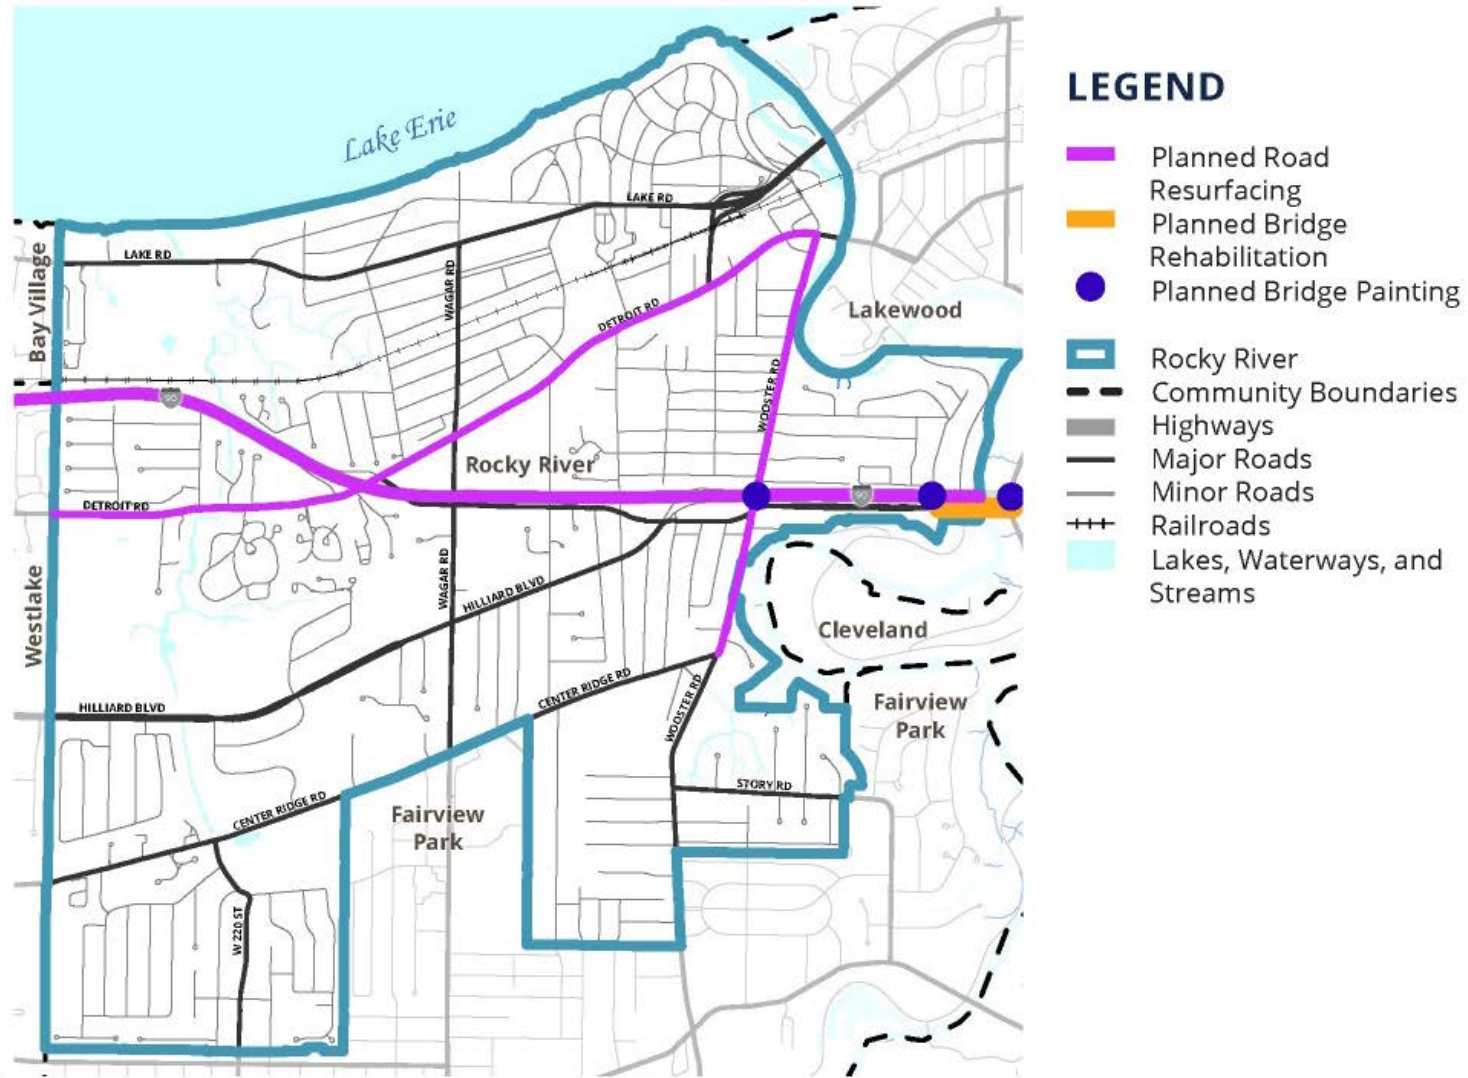 LEGEND
Planned Road
Resurfacing
Planned Bridge
Rehabilitation
Planned Bridge Painting
Rocky River
Community Boundaries
Highways
Major Roads
Minor Roads
Railroads
Lakes, Waterways, and
Streams
Lake Erie
LAKE RD
LAKE RD
Bay Village
WAGAR RD
DETROIT RD
Lakewood
WOOSTER RD
90
Rocky River
90
DETROIT RD
Westlake
WAGAR RD
HILLIARD BLVD
Cleveland
CENTER RIDGE RD
WOOSTER RD
Fairview
Park
HILLIARD BLVD
STORY RD
CENTER RIDGE RD
Fairview
Park
W 220 ST